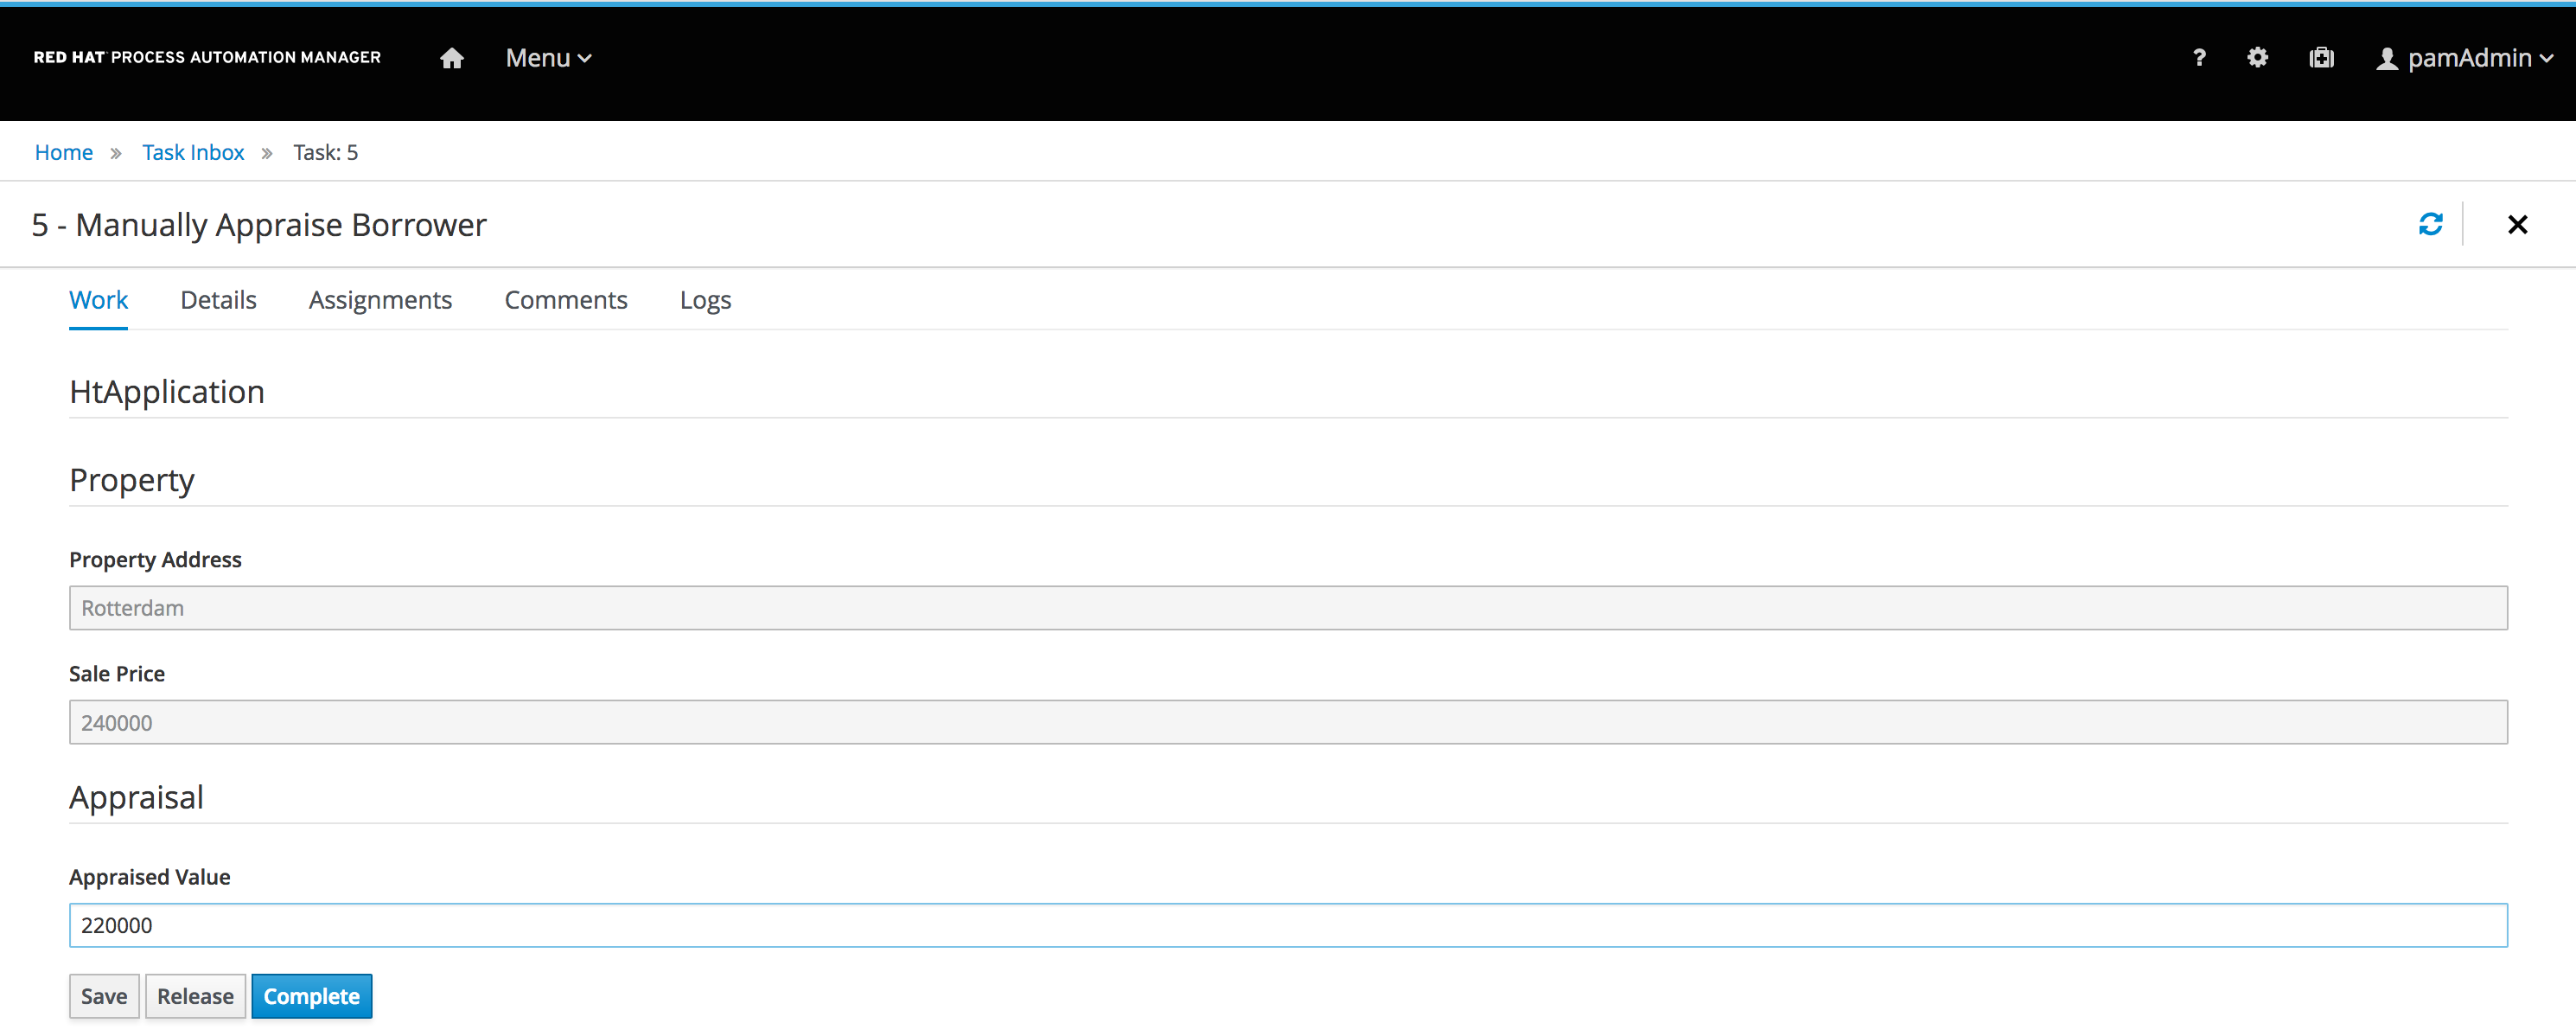 RED HAT PROCESS AUTOMATION MANAGER Menu ? pamAdmin
Home » Task Inbox » Task: 5
5 - Manually Appraise Borrower
Work Details Assignments Comments Logs
HtApplication
Property
Property Address
Rotterdam
Sale Price
240000
Appraisal
Appraised Value
220000
Save Release Complete